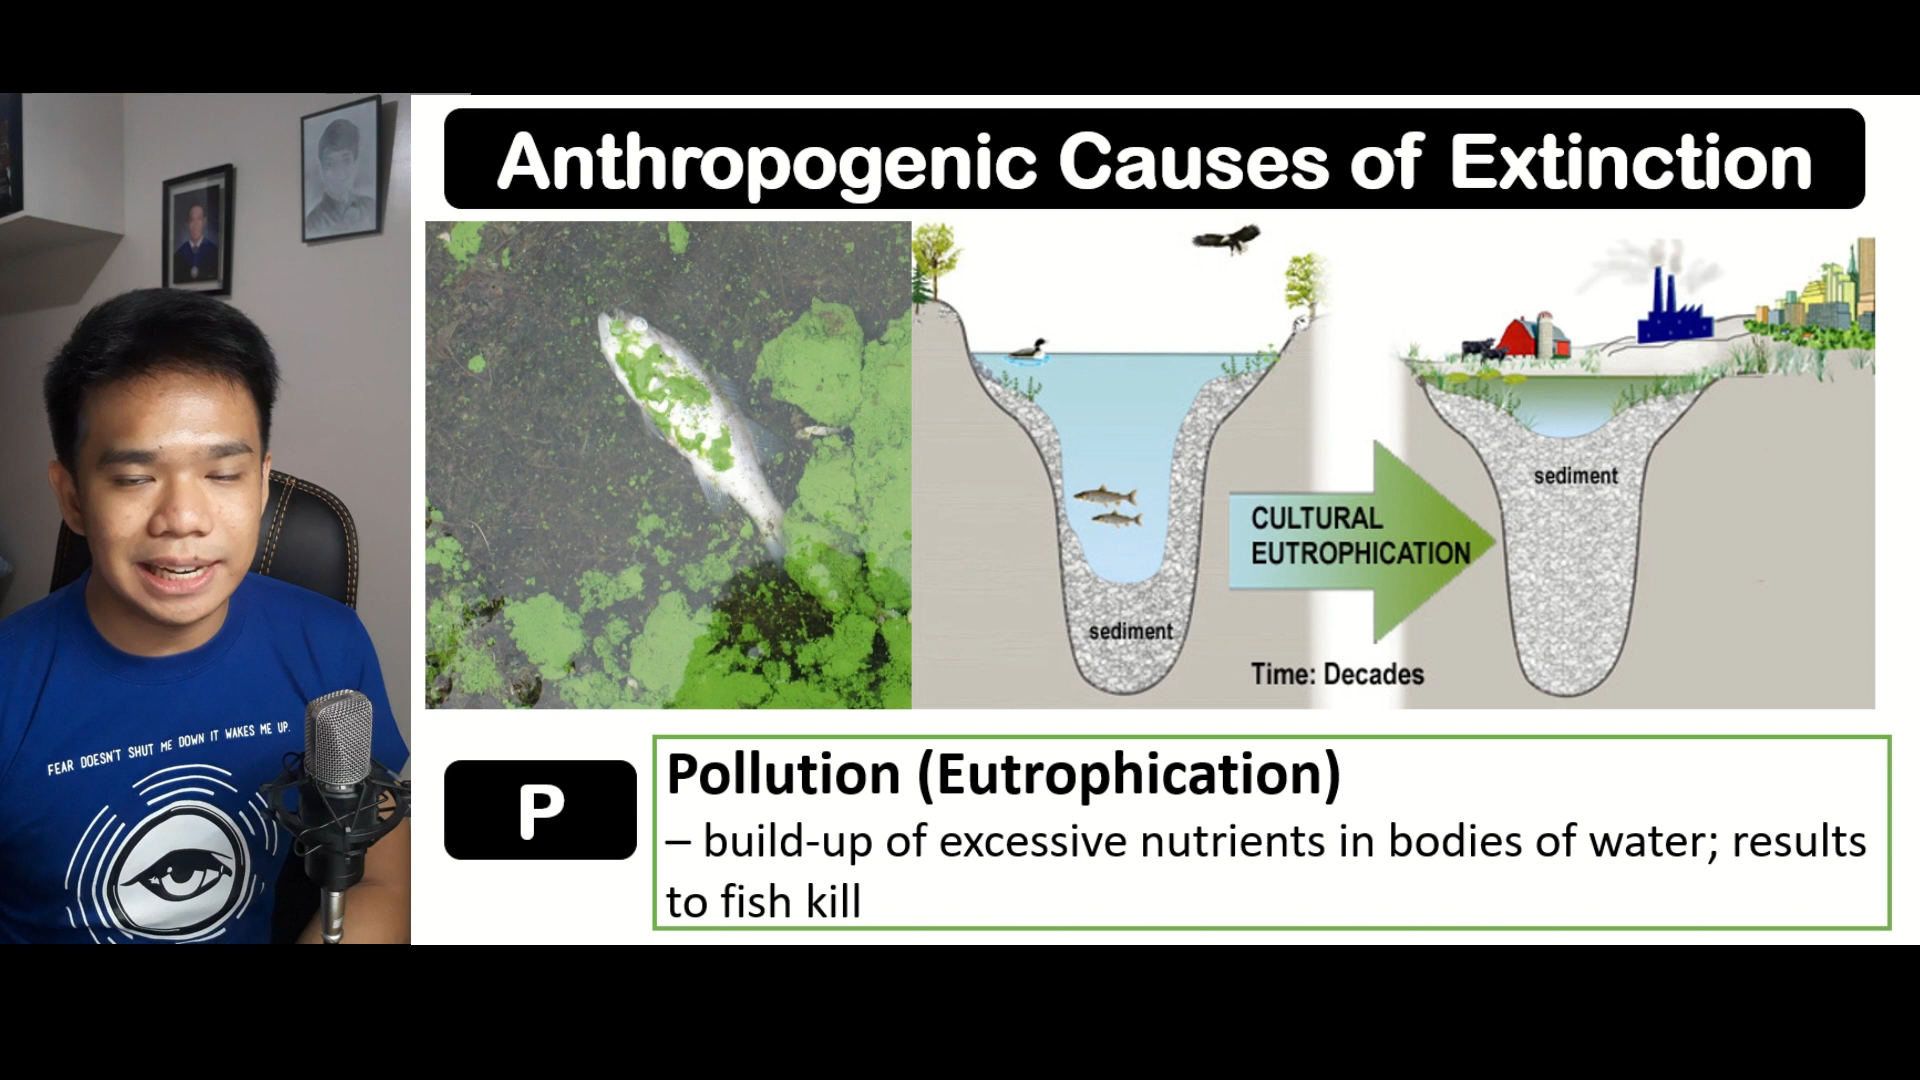 Anthropogenic Causes of Extinction
sediment
CULTURAL
EUTROPHICATION
Time: Decades
sediment
FEAR DOESN'T SHUT ME DOWN IT WAKES ME UP.
P
Pollution (Eutrophication)
– build-up of excessive nutrients in bodies of water; results
to fish kill